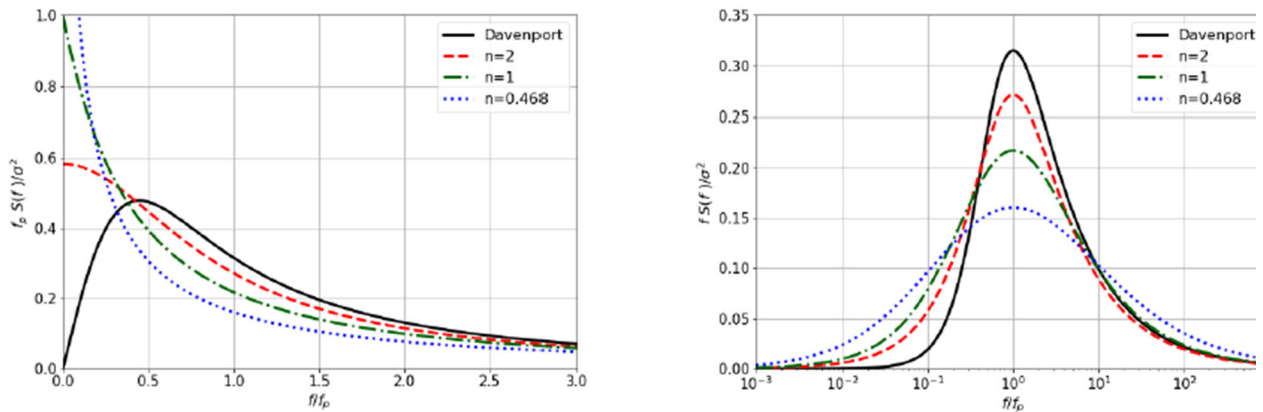 1.0
0.8
0.6
0.4
0.2
0.0
f_p S(f)/σ²
0.0 0.5 1.0 1.5 2.0 2.5 3.0
f/f_p
Davenport
n=2
n=1
n=0.468
0.35
0.30
0.25
0.20
0.15
0.10
0.05
0.00
f S(f)/σ²
10⁻³ 10⁻² 10⁻¹ 10⁰ 10¹ 10²
f/f_p
Davenport
n=2
n=1
n=0.468